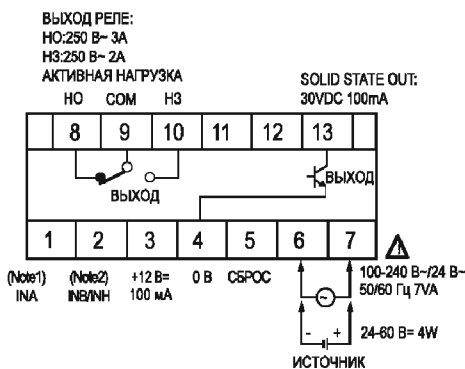 ВЫХОД РЕЛЕ:
НО:250 В~ 3А
НЗ:250 В~ 2А
АКТИВНАЯ НАГРУЗКА
SOLID STATE OUT:
30VDC 100mA
НО COM НЗ
8 9 10 11 12 13
ВЫХОД
ВЫХОД
1 2 3 4 5 6 7
(Note1)
INA
(Note2)
INB/INH
+12 В=
100 мА
0 В
СБРОС
100-240 В~/24 В~
50/60 Гц 7VA
- +
24-60 В= 4W
ИСТОЧНИК